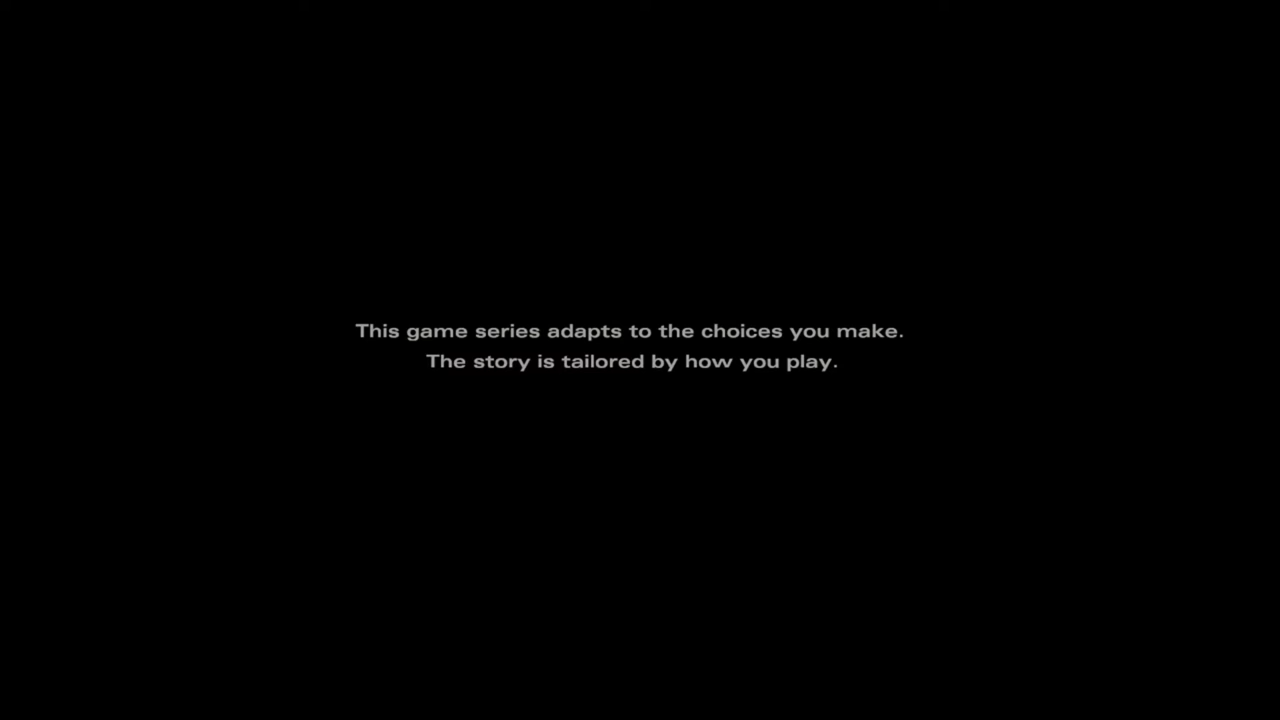 This game series adapts to the choices you make.
The story is tailored by how you play.